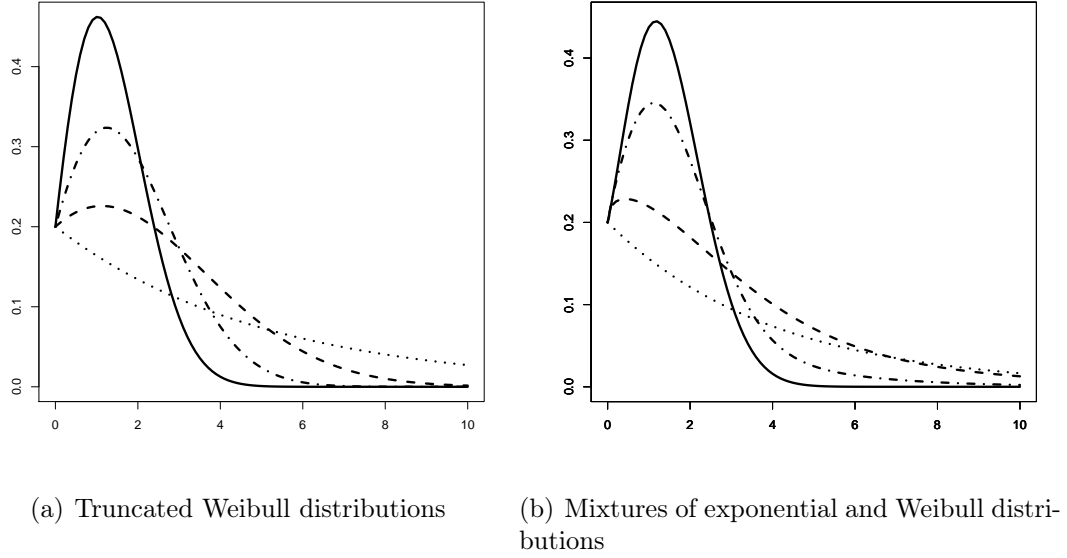 0.0
0.1
0.2
0.3
0.4
0 2 4 6 8 10
0.0
0.1
0.2
0.3
0.4
0 2 4 6 8 10
(a) Truncated Weibull distributions
(b) Mixtures of exponential and Weibull distri-
butions